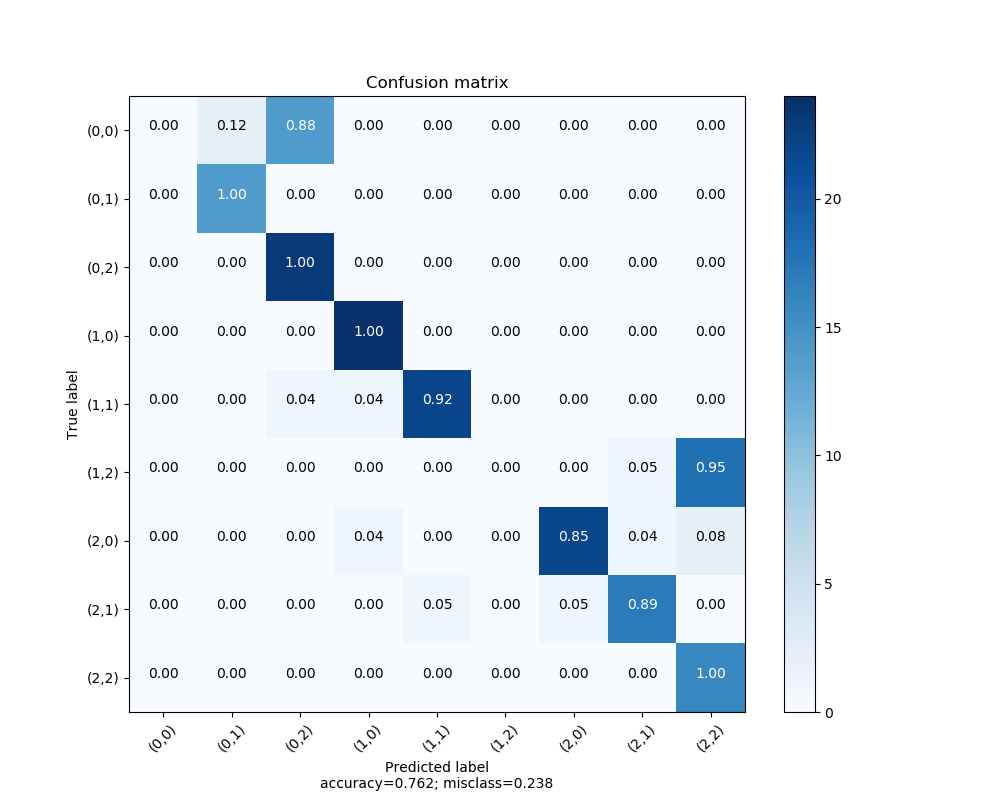 Confusion matrix
(0,0) 0.00 0.12 0.88 0.00 0.00 0.00 0.00 0.00 0.00
(0,1) 0.00 1.00 0.00 0.00 0.00 0.00 0.00 0.00 0.00
(0,2) 0.00 0.00 1.00 0.00 0.00 0.00 0.00 0.00 0.00
(1,0) 0.00 0.00 0.00 1.00 0.00 0.00 0.00 0.00 0.00
(1,1) 0.00 0.00 0.04 0.04 0.92 0.00 0.00 0.00 0.00
(1,2) 0.00 0.00 0.00 0.00 0.00 0.00 0.00 0.05 0.95
(2,0) 0.00 0.00 0.00 0.04 0.00 0.00 0.85 0.04 0.08
(2,1) 0.00 0.00 0.00 0.00 0.05 0.00 0.05 0.89 0.00
(2,2) 0.00 0.00 0.00 0.00 0.00 0.00 0.00 0.00 1.00
(0,0) (0,1) (0,2) (1,0) (1,1) (1,2) (2,0) (2,1) (2,2)
True label
Predicted label
accuracy=0.762; misclass=0.238
20
15
10
5
0